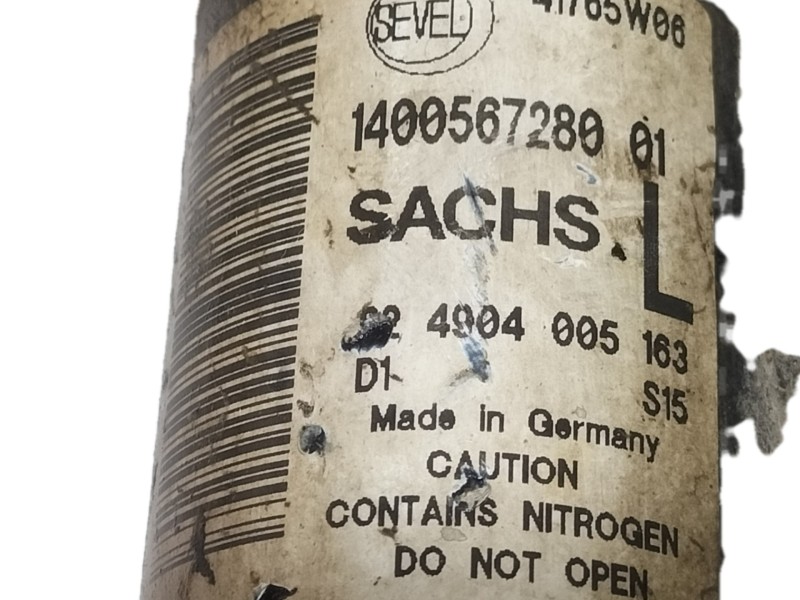 SEVEL
1400567280 01
SACHS. L
4904 005 163
D1 S15
Made in Germany
CAUTION
CONTAINS NITROGEN
DO NOT OPEN